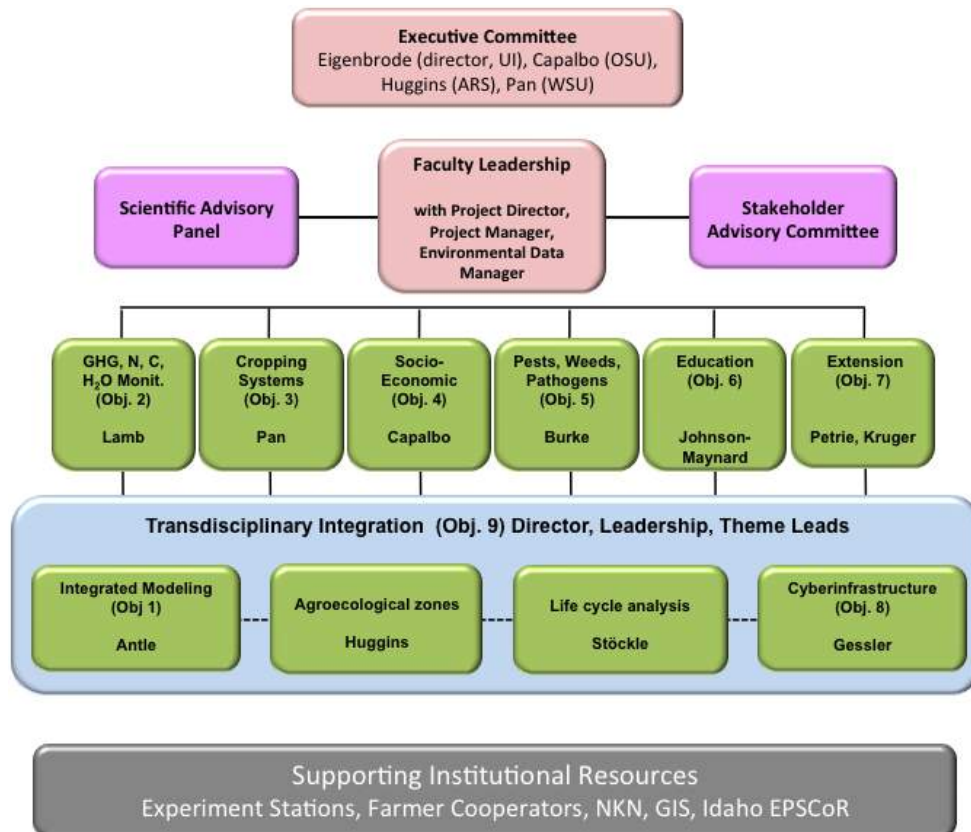 Executive Committee
Eigenbrode (director, UI), Capalbo (OSU),
Huggins (ARS), Pan (WSU)
Scientific Advisory
Panel
Faculty Leadership
with Project Director,
Project Manager,
Environmental Data
Manager
Stakeholder
Advisory Committee
GHG, N, C,
H₂O Monit.
(Obj. 2)
Lamb
Cropping
Systems
(Obj. 3)
Pan
Socio-
Economic
(Obj. 4)
Capalbo
Pests, Weeds,
Pathogens
(Obj. 5)
Burke
Education
(Obj. 6)
Johnson-
Maynard
Extension
(Obj. 7)
Petrie, Kruger
Transdisciplinary Integration (Obj. 9) Director, Leadership, Theme Leads
Integrated Modeling
(Obj 1)
Antle
Agroecological zones
Huggins
Life cycle analysis
Stöckle
Cyberinfrastructure
(Obj. 8)
Gessler
Supporting Institutional Resources
Experiment Stations, Farmer Cooperators, NKN, GIS, Idaho EPSCoR